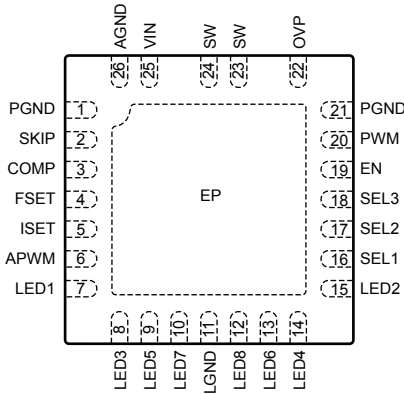 AGND
VIN
SW
SW
OVP
26
25
24
23
22
PGND 1
SKIP 2
COMP 3
FSET 4
ISET 5
APWM 6
LED1 7
EP
21 PGND
20 PWM
19 EN
18 SEL3
17 SEL2
16 SEL1
15 LED2
8
9
10
11
12
13
14
LED3
LED5
LED7
LGND
LED8
LED6
LED4